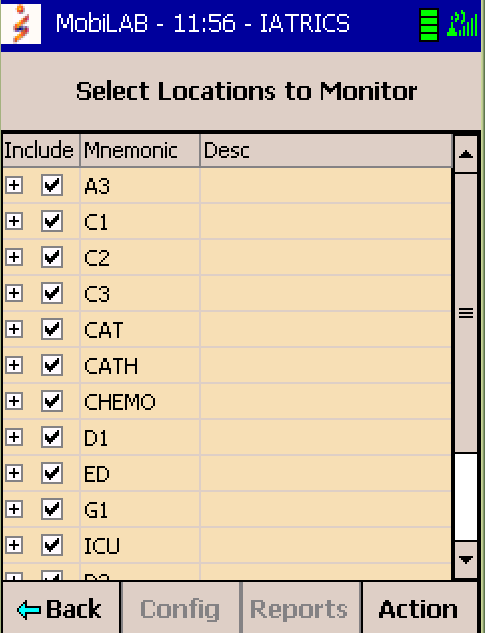 MobiLAB - 11:56 - IATRICS
Select Locations to Monitor
Include Mnemonic Desc
A3
C1
C2
C3
CAT
CATH
CHEMO
D1
ED
G1
ICU
Back Config Reports Action